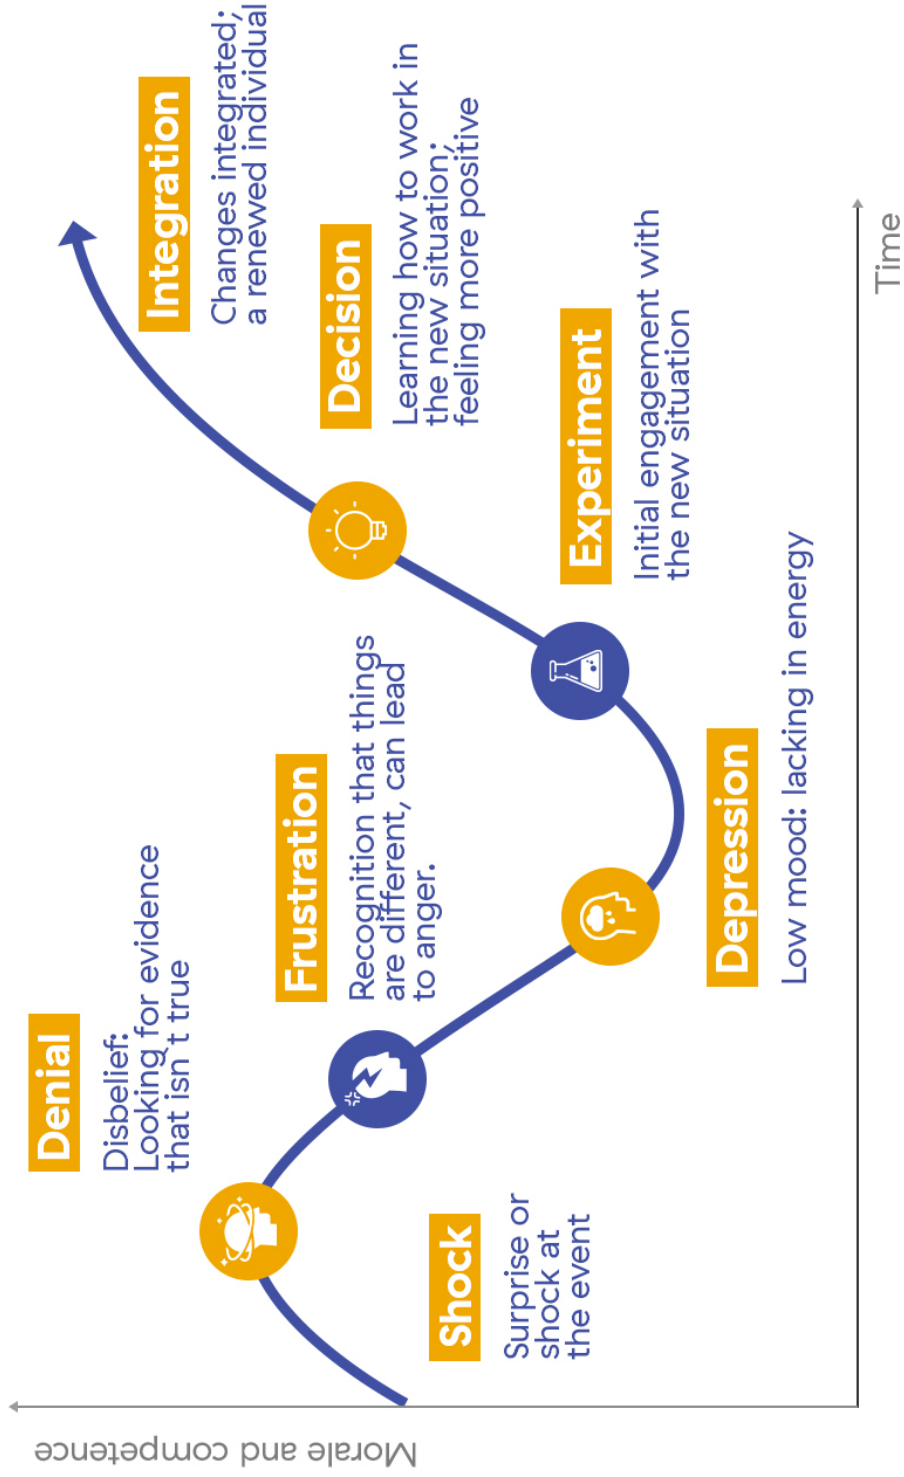 Morale and competence
Shock
Surprise or
shock at
the event
Denial
Disbelief:
Looking for evidence
that isn t true
Frustration
Recognition that things
are different, can lead
to anger.
Depression
Low mood: lacking in energy
Experiment
Initial engagement with
the new situation
Decision
Learning how to work in
the new situation;
feeling more positive
Integration
Changes integrated;
a renewed individual
Time